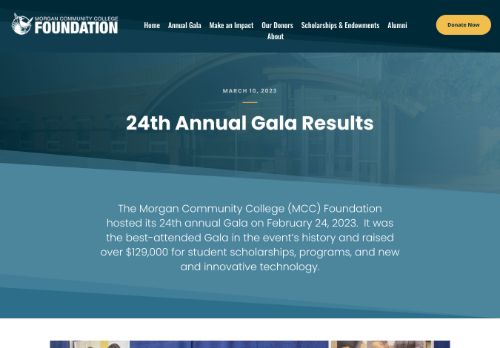 MORGAN COMMUNITY COLLEGE
FOUNDATION
Home Annual Gala Make an Impact Our Donors Scholarships & Endowments Alumni
About
Donate Now
MARCH 10, 2023
24th Annual Gala Results
The Morgan Community College (MCC) Foundation
hosted its 24th annual Gala on February 24, 2023. It was
the best-attended Gala in the event's history and raised
over $129,000 for student scholarships, programs, and new
and innovative technology.